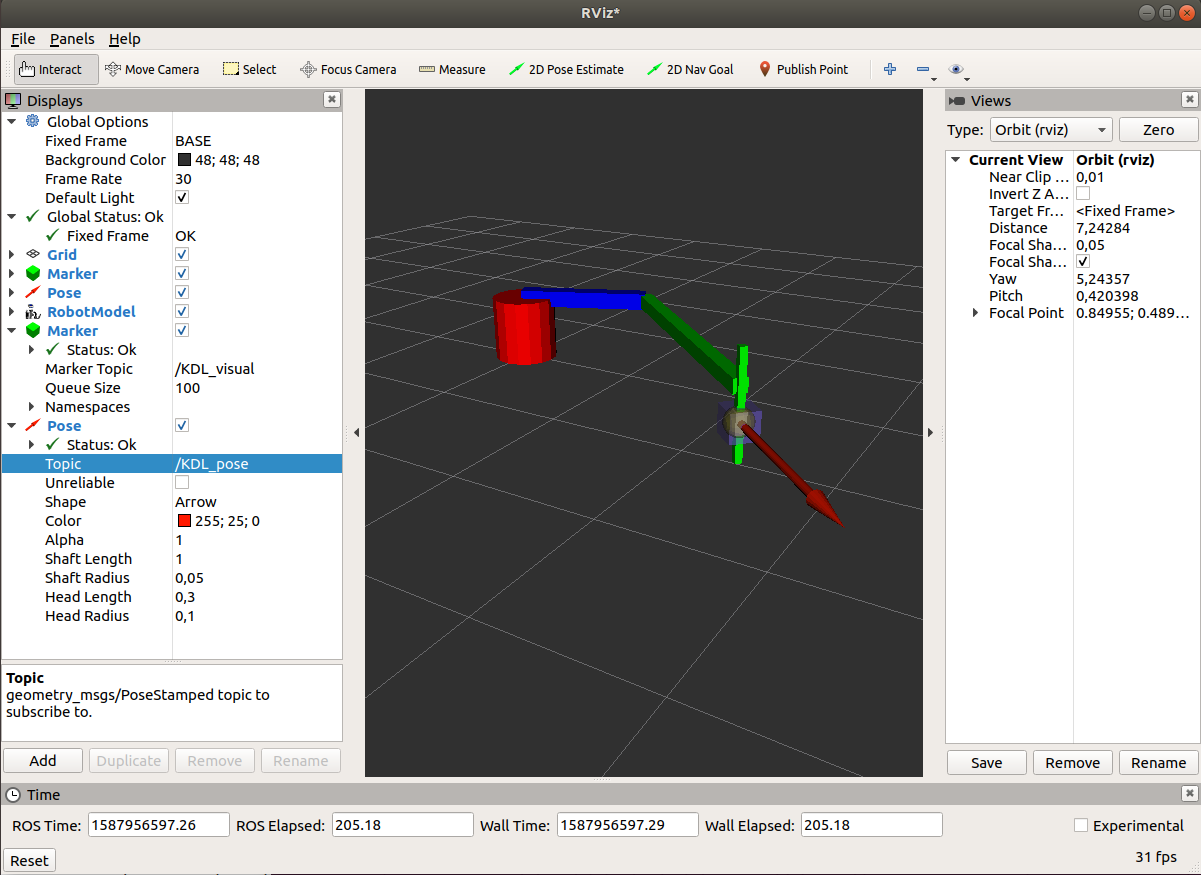 RViz*
File Panels Help
Interact Move Camera Select Focus Camera Measure 2D Pose Estimate 2D Nav Goal Publish Point
Displays
Global Options
Fixed Frame BASE
Background Color 48; 48; 48
Frame Rate 30
Default Light
Global Status: Ok
Fixed Frame OK
Grid
Marker
Pose
RobotModel
Marker
Status: Ok
Marker Topic /KDL_visual
Queue Size 100
Namespaces
Pose
Status: Ok
Topic /KDL_pose
Unreliable
Shape Arrow
Color 255; 25; 0
Alpha 1
Shaft Length 1
Shaft Radius 0,05
Head Length 0,3
Head Radius 0,1
Topic
geometry_msgs/PoseStamped topic to
subscribe to.
Add Duplicate Remove Rename
Views
Type: Orbit (rviz) Zero
Current View Orbit (rviz)
Near Clip ... 0,01
Invert Z A...
Target Fr... <Fixed Frame>
Distance 7,24284
Focal Sha... 0,05
Focal Sha...
Yaw 5,24357
Pitch 0,420398
Focal Point 0.84955; 0.489...
Save Remove Rename
Time
ROS Time: 1587956597.26 ROS Elapsed: 205.18 Wall Time: 1587956597.29 Wall Elapsed: 205.18 Experimental
Reset 31 fps